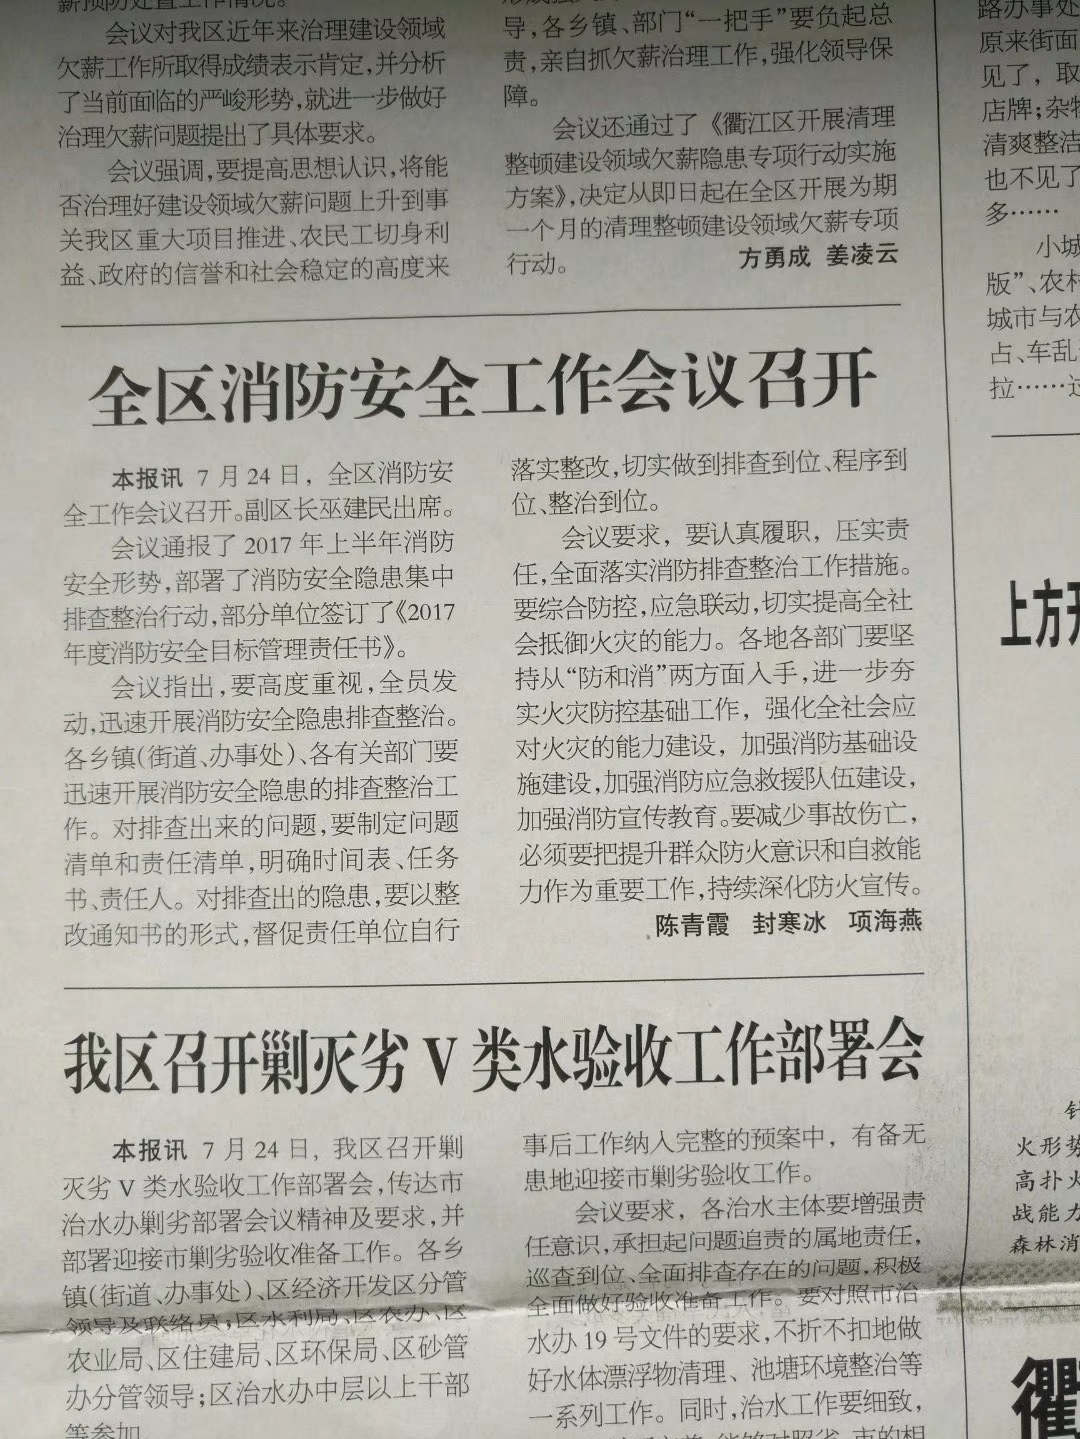 薪预防处置工作情况。
会议对我区近年来治理建设领域
欠薪工作所取得成绩表示肯定,并分析
了当前面临的严峻形势,就进一步做好
治理欠薪问题提出了具体要求。
会议强调,要提高思想认识,将能
否治理好建设领域欠薪问题上升到事
关我区重大项目推进、农民工切身利
益、政府的信誉和社会稳定的高度来
导,各乡镇、部门“一把手”要负起总
责,亲自抓欠薪治理工作,强化领导保
障。
会议还通过了《衢江区开展清理
整顿建设领域欠薪隐患专项行动实施
方案》,决定从即日起在全区开展为期
一个月的清理整顿建设领域欠薪专项
行动。 方勇成 姜凌云
全区消防安全工作会议召开
本报讯 7月24日,全区消防安
全工作会议召开。副区长巫建民出席。
会议通报了2017年上半年消防
安全形势,部署了消防安全隐患集中
排查整治行动,部分单位签订了《2017
年度消防安全目标管理责任书》。
会议指出,要高度重视,全员发
动,迅速开展消防安全隐患排查整治。
各乡镇(街道、办事处)、各有关部门要
迅速开展消防安全隐患的排查整治工
作。对排查出来的问题,要制定问题
清单和责任清单,明确时间表、任务
书、责任人。对排查出的隐患,要以整
改通知书的形式,督促责任单位自行
落实整改,切实做到排查到位、程序到
位、整治到位。
会议要求,要认真履职,压实责
任,全面落实消防排查整治工作措施。
要综合防控,应急联动,切实提高全社
会抵御火灾的能力。各地各部门要坚
持从“防和消”两方面入手,进一步夯
实火灾防控基础工作,强化全社会应
对火灾的能力建设,加强消防基础设
施建设,加强消防应急救援队伍建设,
加强消防宣传教育。要减少事故伤亡,
必须要把提升群众防火意识和自救能
力作为重要工作,持续深化防火宣传。
陈青霞 封寒冰 项海燕
我区召开剿灭劣V类水验收工作部署会
本报讯 7月24日,我区召开剿
灭劣V类水验收工作部署会,传达市
治水办剿劣部署会议精神及要求,并
部署迎接市剿劣验收准备工作。各乡
镇(街道、办事处)、区经济开发区分管
领导及联络员;区水利局、区农办、区
农业局、区住建局、区环保局、区砂管
办分管领导;区治水办中层以上干部
等参加。
事后工作纳入完整的预案中,有备无
患地迎接市剿劣验收工作。
会议要求,各治水主体要增强责
任意识,承担起问题追责的属地责任,
巡查到位、全面排查存在的问题,积极
全面做好验收准备工作。要对照市治
水办19号文件的要求,不折不扣地做
好水体漂浮物清理、池塘环境整治等
一系列工作。同时,治水工作要细致,
路办事处
原来街面
见了,取
店牌;杂物
清爽整洁
也不见了
多……
小城
版”、农村
城市与农
占、车乱
拉……这
上方开
针
火形势
高扑火
战能力
森林消
衢